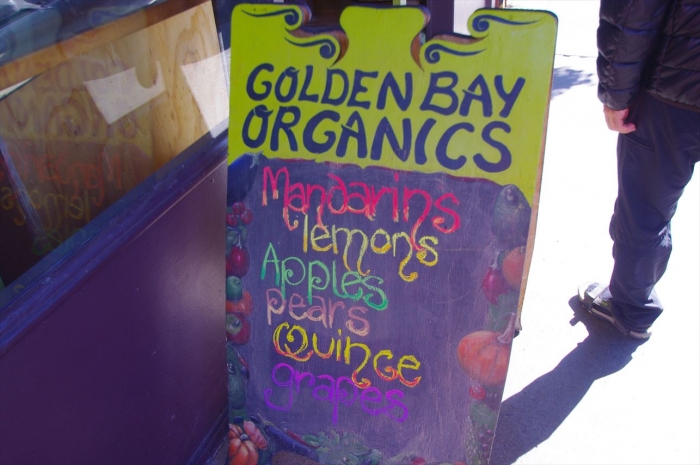 GOLDEN BAY
ORGANICS
Mandarins
lemons
Apples
pears
Quince
grapes